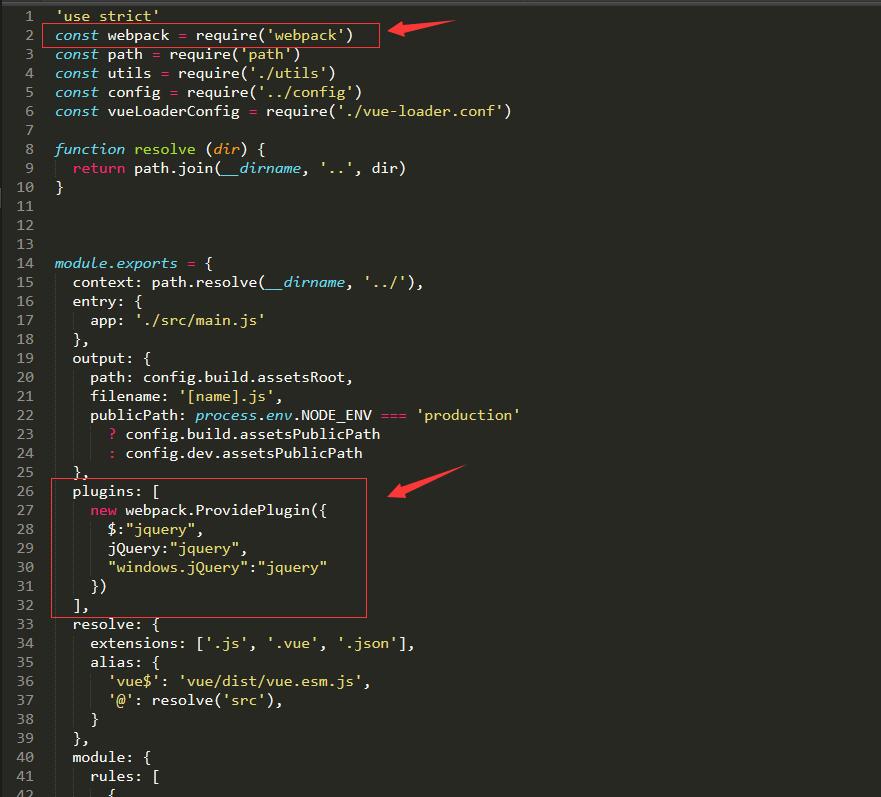 1 'use strict'
2 const webpack = require('webpack')
3 const path = require('path')
4 const utils = require('./utils')
5 const config = require('../config')
6 const vueLoaderConfig = require('./vue-loader.conf')
7
8 function resolve (dir) {
9   return path.join(__dirname, '..', dir)
10 }
11
12
13
14 module.exports = {
15   context: path.resolve(__dirname, '../'),
16   entry: {
17     app: './src/main.js'
18   },
19   output: {
20     path: config.build.assetsRoot,
21     filename: '[name].js',
22     publicPath: process.env.NODE_ENV === 'production'
23       ? config.build.assetsPublicPath
24       : config.dev.assetsPublicPath
25   },
26   plugins: [
27     new webpack.ProvidePlugin({
28       $:"jquery",
29       jQuery:"jquery",
30       "windows.jQuery":"jquery"
31     })
32   ],
33   resolve: {
34     extensions: ['.js', '.vue', '.json'],
35     alias: {
36       'vue$': 'vue/dist/vue.esm.js',
37       '@': resolve('src'),
38     }
39   },
40   module: {
41     rules: [
42       {